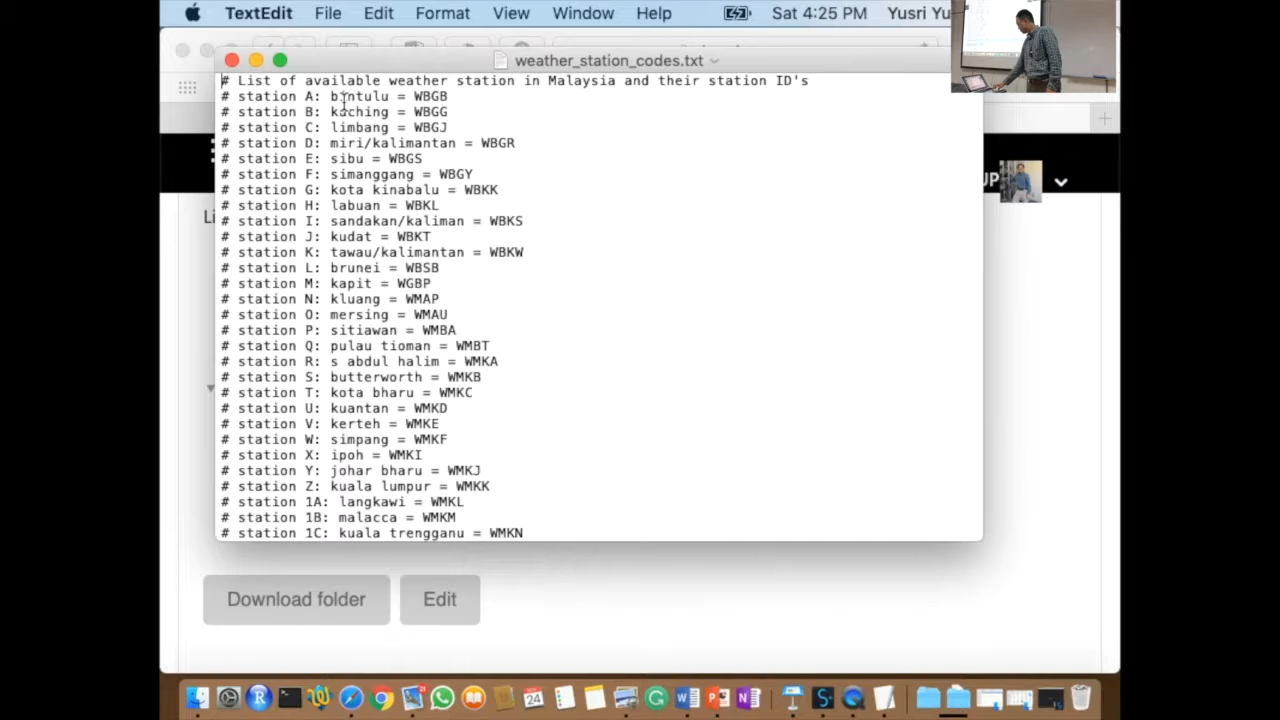 TextEdit File Edit Format View Window Help Sat 4:25 PM Yusri Yu
weather_station_codes.txt
# List of available weather station in Malaysia and their station ID's
# station A: bintulu = WBGB
# station B: kuching = WBGG
# station C: limbang = WBGJ
# station D: miri/kalimantan = WBGR
# station E: sibu = WBGS
# station F: simanggang = WBGY
# station G: kota kinabalu = WBKK
# station H: labuan = WBKL
# station I: sandakan/kaliman = WBKS
# station J: kudat = WBKT
# station K: tawau/kalimantan = WBKW
# station L: brunei = WBSB
# station M: kapit = WGBP
# station N: kluang = WMAP
# station O: mersing = WMAU
# station P: sitiawan = WMBA
# station Q: pulau tioman = WMBT
# station R: s abdul halim = WMKA
# station S: butterworth = WMKB
# station T: kota bharu = WMKC
# station U: kuantan = WMKD
# station V: kerteh = WMKE
# station W: simpang = WMKF
# station X: ipoh = WMKI
# station Y: johar bharu = WMKJ
# station Z: kuala lumpur = WMKK
# station 1A: langkawi = WMKL
# station 1B: malacca = WMKM
# station 1C: kuala trengganu = WMKN
Download folder Edit